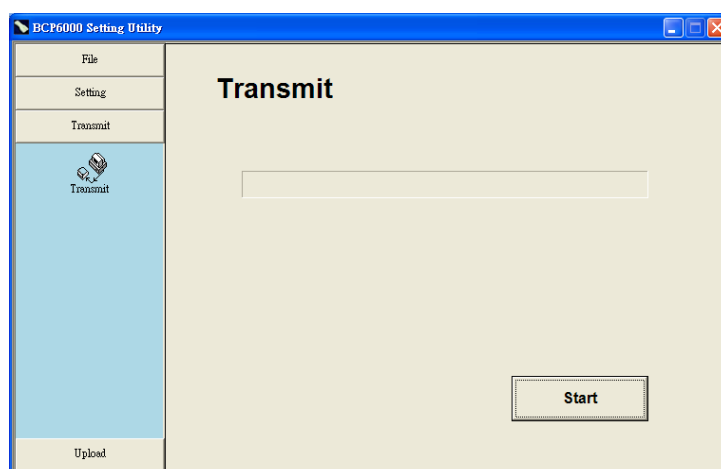 BCP6000 Setting Utility
File
Setting
Transmit
Transmit
Upload
Transmit
Start